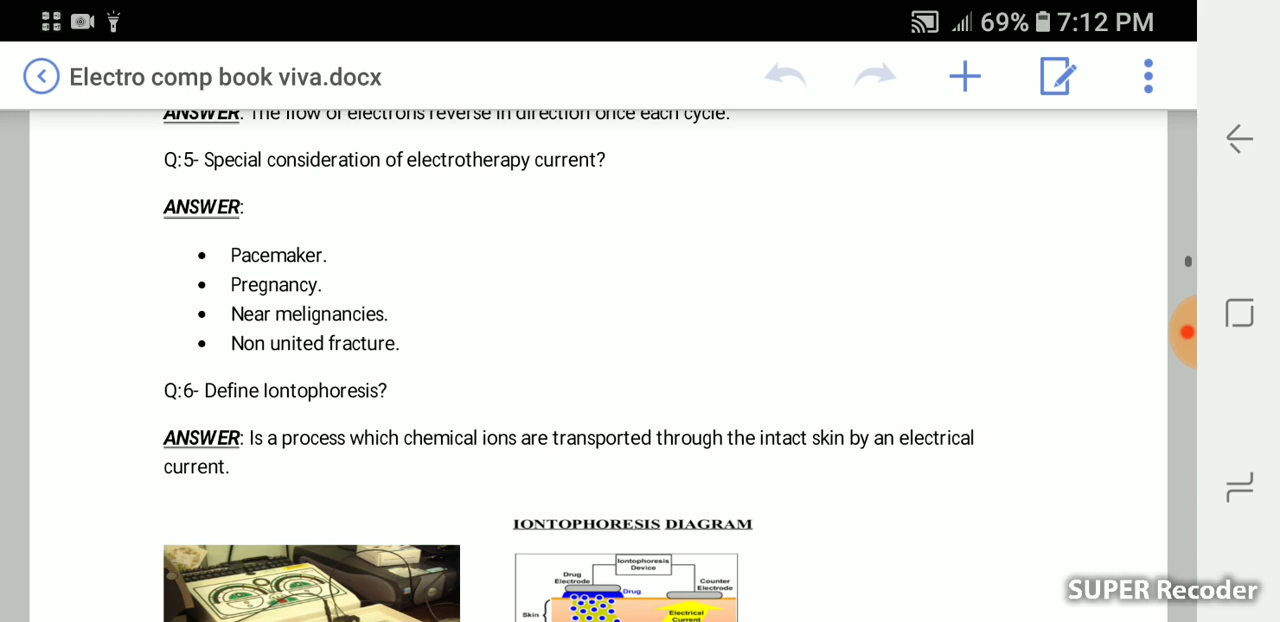 69% 7:12 PM
Electro comp book viva.docx
ANSWER: The flow of electrons reverse in direction once each cycle.
Q:5- Special consideration of electrotherapy current?
ANSWER:
• Pacemaker.
• Pregnancy.
• Near melignancies.
• Non united fracture.
Q:6- Define Iontophoresis?
ANSWER: Is a process which chemical ions are transported through the intact skin by an electrical
current.
IONTOPHORESIS DIAGRAM
Iontophoresis
Device
Drug
Electrode
Counter
Electrode
Drug
Skin
Electrical
Current
SUPER Recoder